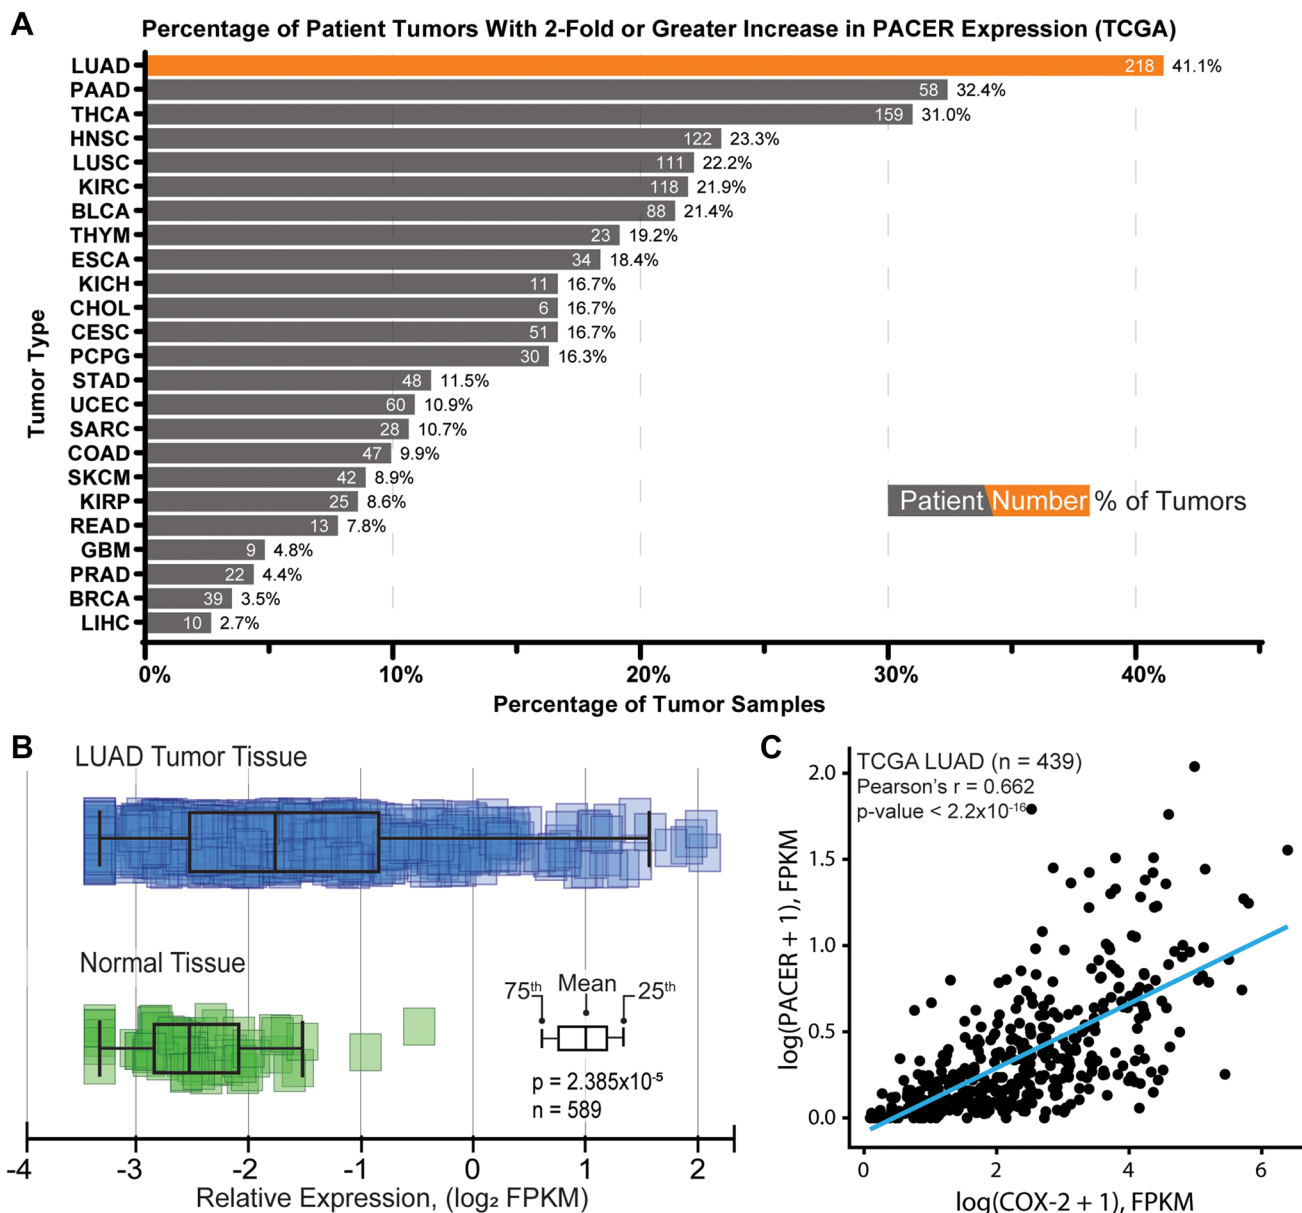 A
Percentage of Patient Tumors With 2-Fold or Greater Increase in PACER Expression (TCGA)
LUAD 218 41.1%
PAAD 58 32.4%
THCA 159 31.0%
HNSC 122 23.3%
LUSC 111 22.2%
KIRC 118 21.9%
BLCA 88 21.4%
THYM 23 19.2%
ESCA 34 18.4%
KICH 11 16.7%
CHOL 6 16.7%
CESC 51 16.7%
PCPG 30 16.3%
STAD 48 11.5%
UCEC 60 10.9%
SARC 28 10.7%
COAD 47 9.9%
SKCM 42 8.9%
KIRP 25 8.6%
READ 13 7.8%
GBM 9 4.8%
PRAD 22 4.4%
BRCA 39 3.5%
LIHC 10 2.7%
Tumor Type
Patient Number % of Tumors
0% 10% 20% 30% 40%
Percentage of Tumor Samples
B
LUAD Tumor Tissue
Normal Tissue
Mean
75th 25th
p = 2.385x10⁻⁵
n = 589
-4 -3 -2 -1 0 1 2
Relative Expression, (log₂ FPKM)
C
TCGA LUAD (n = 439)
Pearson's r = 0.662
p-value < 2.2x10⁻¹⁶
log(PACER + 1), FPKM
2.0
1.5
1.0
0.5
0.0
0 2 4 6
log(COX-2 + 1), FPKM